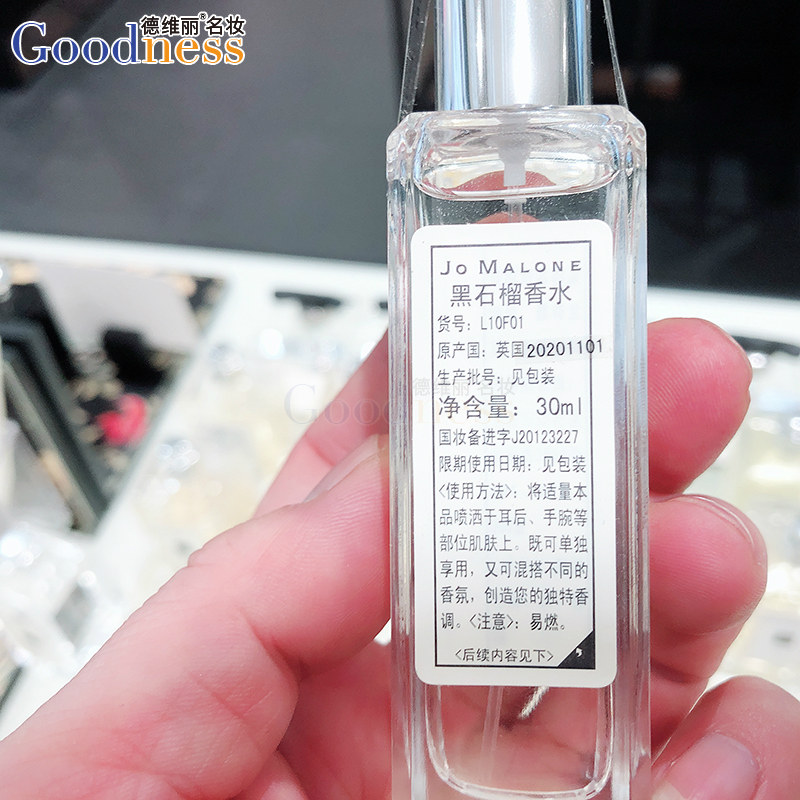 德维丽®名妆
Goodness
JO MALONE
黑石榴香水
货号：L10F01
原产国：英国20201101
生产批号：见包装
德维丽 名妆
Goodness
净含量：30ml
国妆备进字J20123227
限期使用日期：见包装
<使用方法>：将适量本
品喷洒于耳后、手腕等
部位肌肤上。既可单独
享用，又可混搭不同的
香氛，创造您的独特香
调。<注意>：易燃。
<后续内容见下>